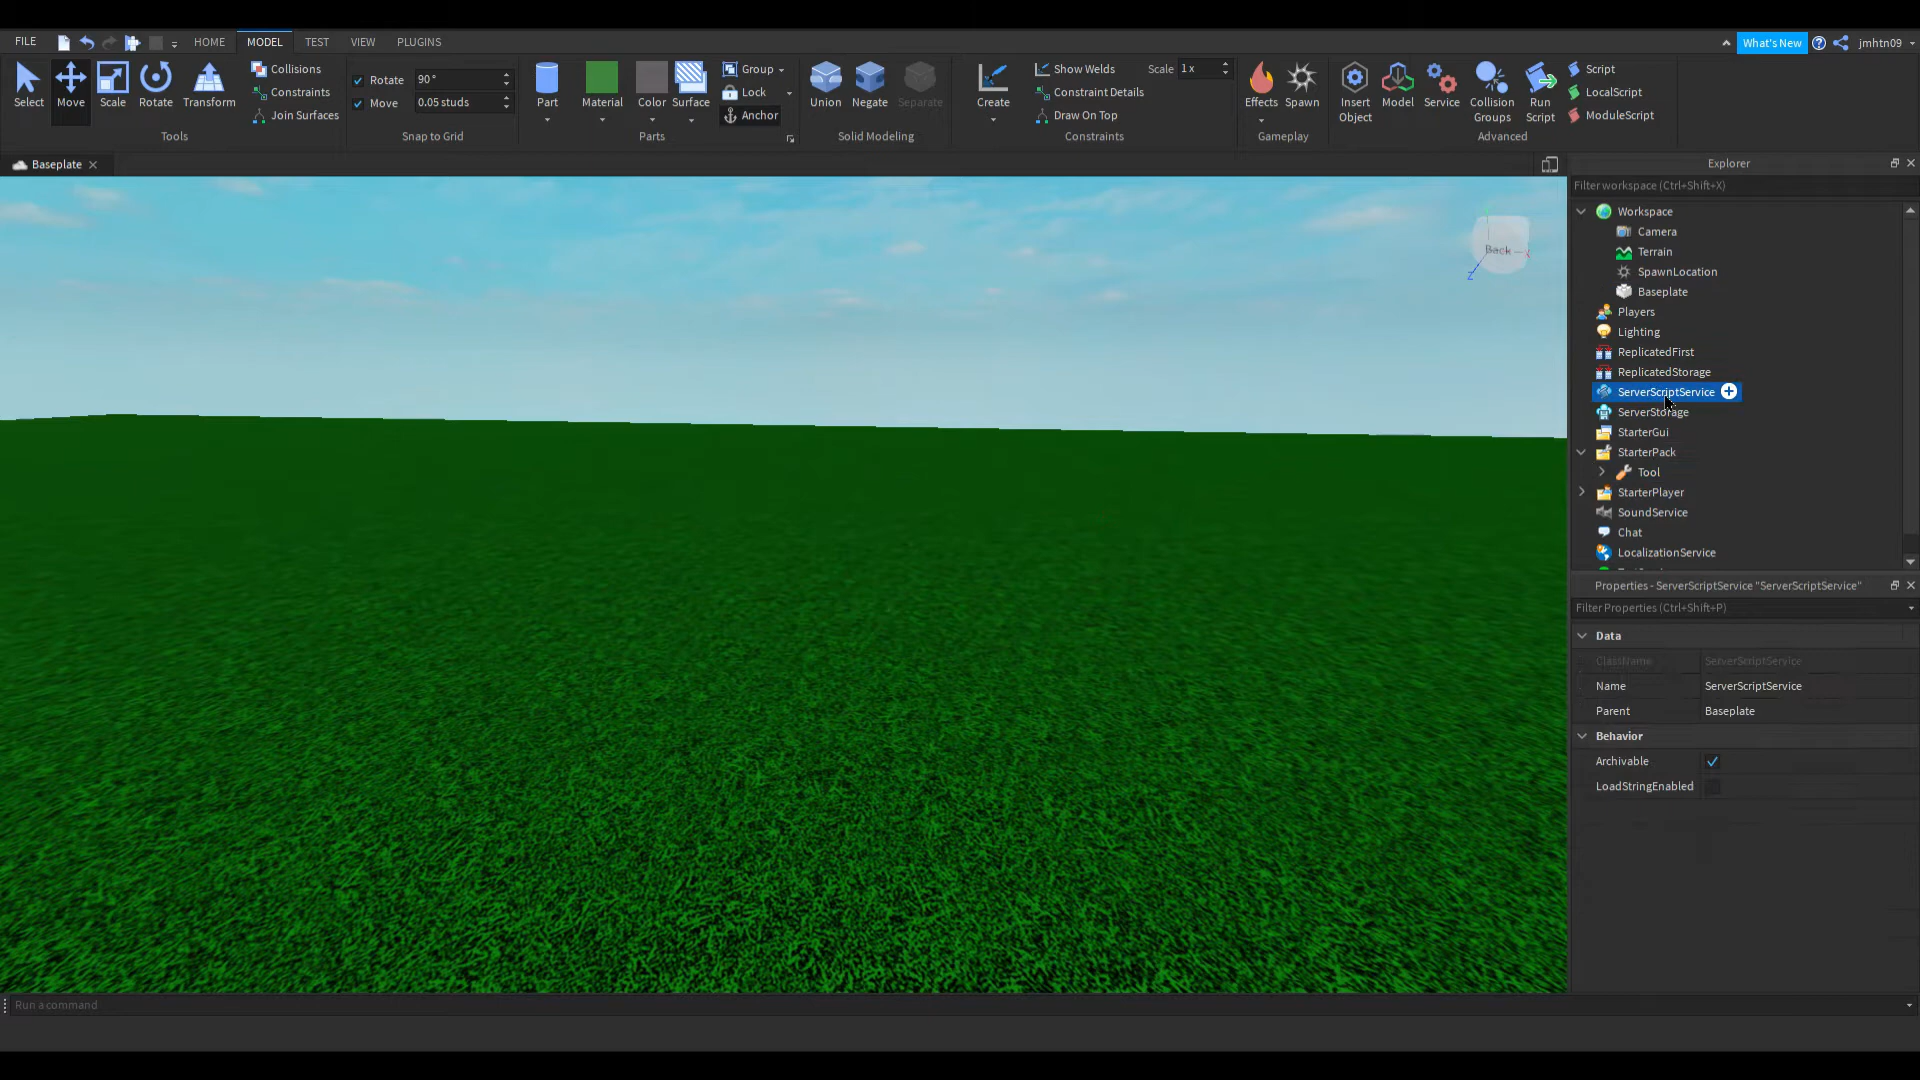 FILE HOME MODEL TEST VIEW PLUGINS What's New jmhtn09
Select Move Scale Rotate Transform
Collisions
Constraints
Join Surfaces
Tools
Rotate 90°
Move 0.05 studs
Snap to Grid
Part Material Color Surface
Group
Lock
Anchor
Parts
Union Negate Separate
Solid Modeling
Create
Show Welds Scale 1 x
Constraint Details
Draw On Top
Constraints
Effects Spawn
Gameplay
Insert Object Model Service Collision Groups Run Script
Script
LocalScript
ModuleScript
Advanced
Baseplate
Back
X
Z
Explorer
Filter workspace (Ctrl+Shift+X)
Workspace
Camera
Terrain
SpawnLocation
Baseplate
Players
Lighting
ReplicatedFirst
ReplicatedStorage
ServerScriptService
ServerStorage
StarterGui
StarterPack
Tool
StarterPlayer
SoundService
Chat
LocalizationService
Properties - ServerScriptService "ServerScriptService"
Filter Properties (Ctrl+Shift+P)
Data
ClassName ServerScriptService
Name ServerScriptService
Parent Baseplate
Behavior
Archivable
LoadStringEnabled
Run a command